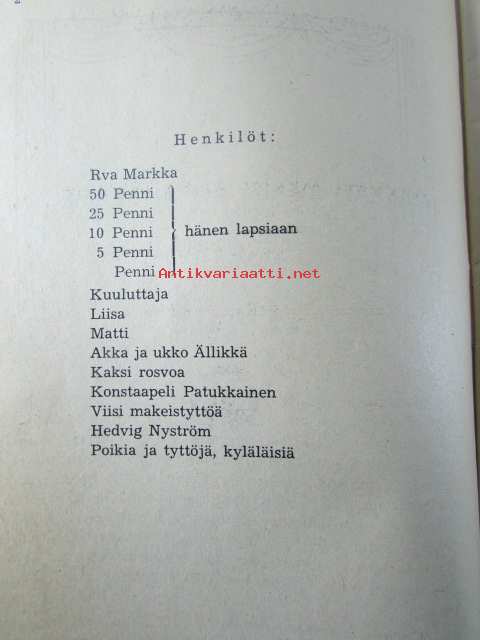 Henkilöt:
Rva Markka
50 Penni
25 Penni
10 Penni hänen lapsiaan
5 Penni
Penni
Antikvariaatti.net
Kuuluttaja
Liisa
Matti
Akka ja ukko Ällikkä
Kaksi rosvoa
Konstaapeli Patukkainen
Viisi makeistyttöä
Hedvig Nyström
Poikia ja tyttöjä, kyläläisiä